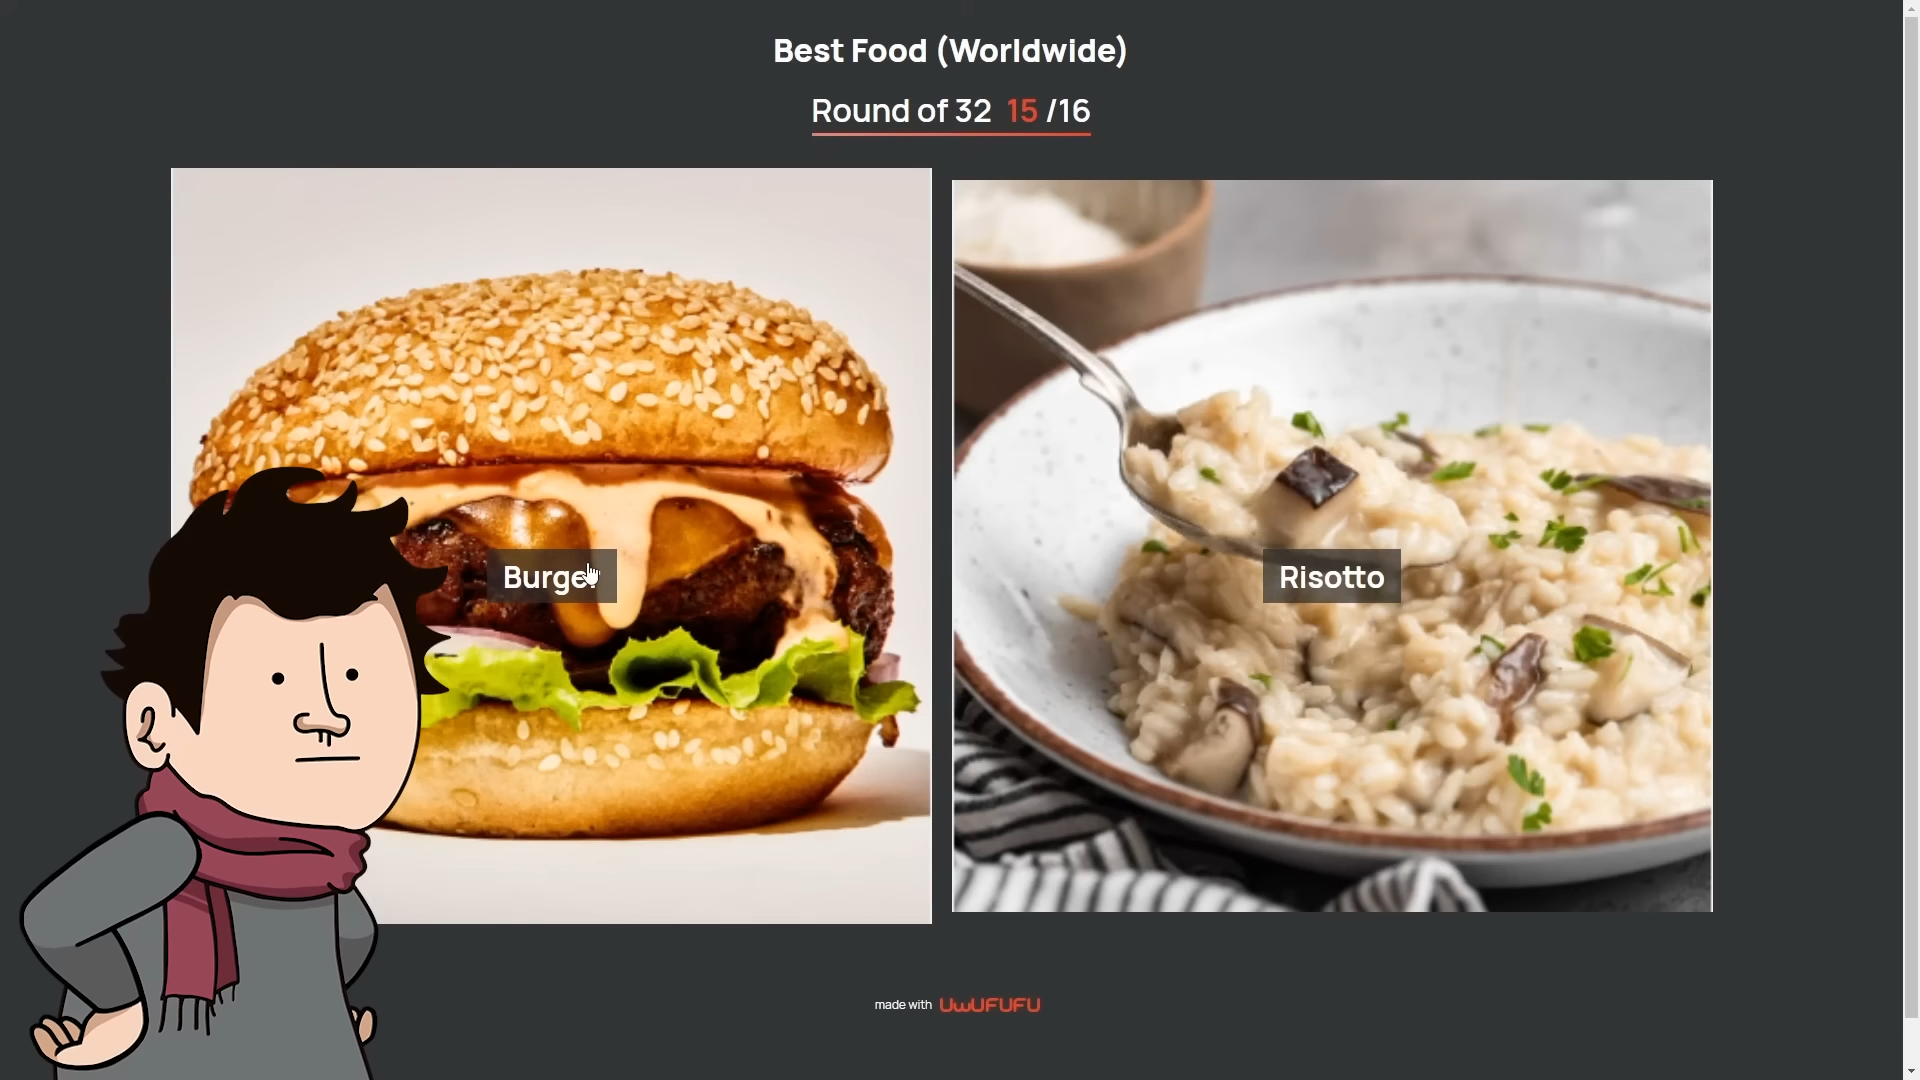 Best Food (Worldwide)
Round of 32 15 /16
Burger
Risotto
made with UwUFUFU